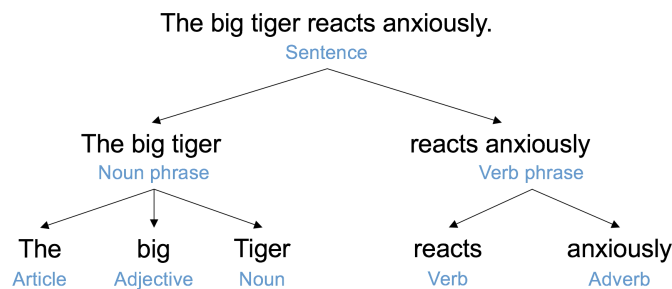 The big tiger reacts anxiously.
Sentence
The big tiger reacts anxiously
Noun phrase Verb phrase
The big Tiger reacts anxiously
Article Adjective Noun Verb Adverb